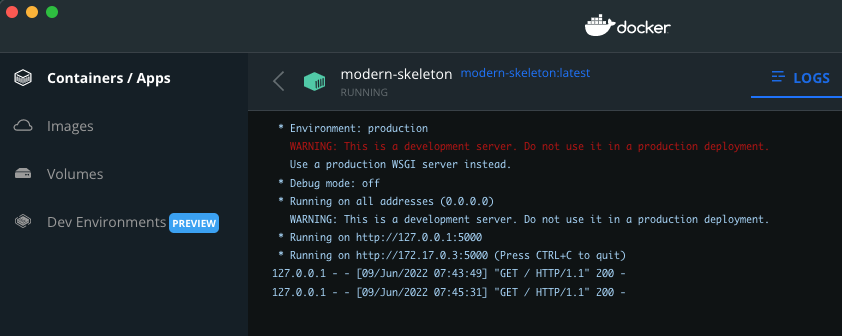 docker
Containers / Apps
Images
Volumes
Dev Environments PREVIEW
modern-skeleton modern-skeleton:latest
RUNNING
LOGS
* Environment: production
WARNING: This is a development server. Do not use it in a production deployment.
Use a production WSGI server instead.
* Debug mode: off
* Running on all addresses (0.0.0.0)
WARNING: This is a development server. Do not use it in a production deployment.
* Running on http://127.0.0.1:5000
* Running on http://172.17.0.3:5000 (Press CTRL+C to quit)
127.0.0.1 - - [09/Jun/2022 07:43:49] "GET / HTTP/1.1" 200 -
127.0.0.1 - - [09/Jun/2022 07:45:31] "GET / HTTP/1.1" 200 -